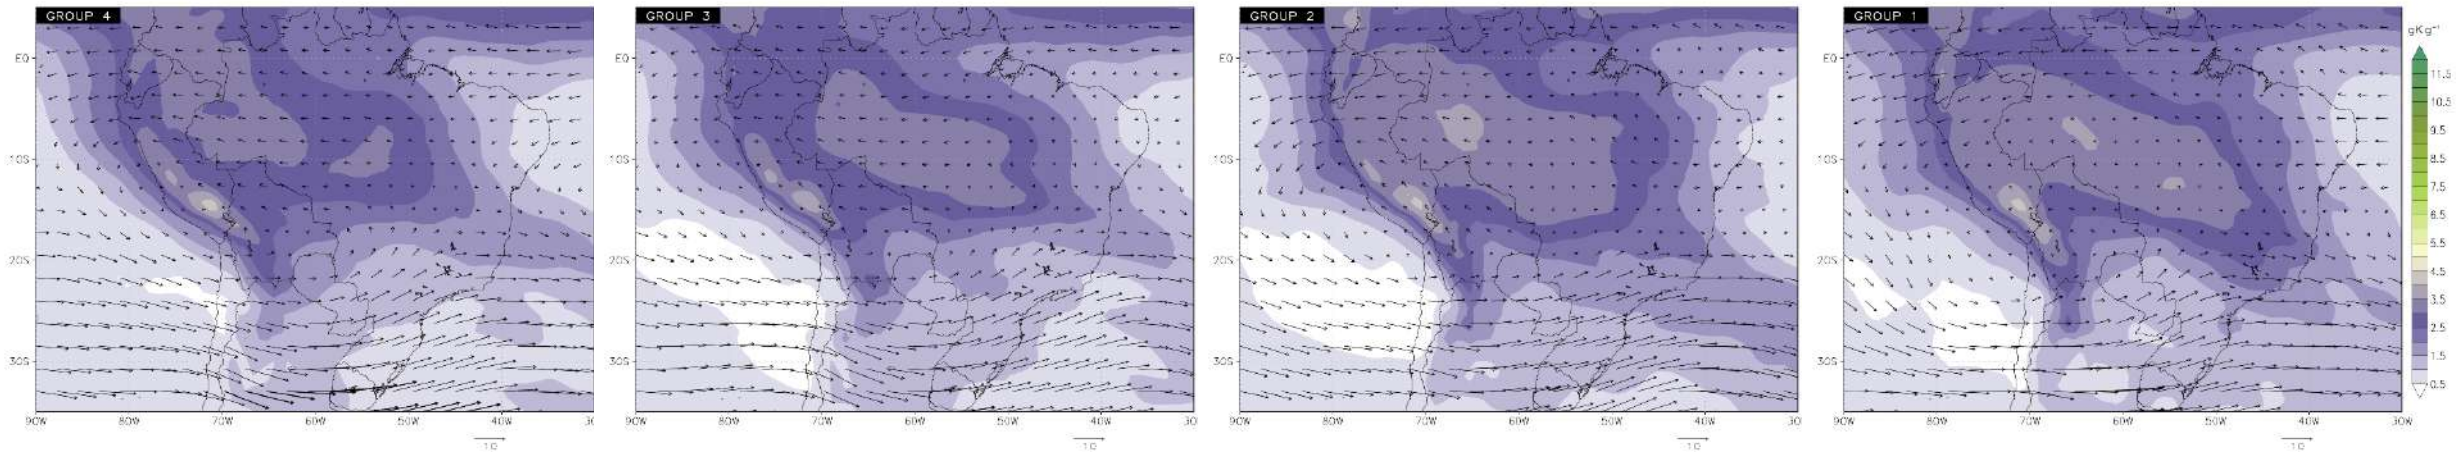 GROUP 4
EQ
10S
20S
30S
90W 80W 70W 60W 50W 40W 30
10
GROUP 3
EQ
10S
20S
30S
90W 80W 70W 60W 50W 40W 30
10
GROUP 2
EQ
10S
20S
30S
90W 80W 70W 60W 50W 40W 30W
10
GROUP 1
EQ
10S
20S
30S
90W 80W 70W 60W 50W 40W 30W
10
gKg⁻¹
11.5
10.5
9.5
8.5
7.5
6.5
5.5
4.5
3.5
2.5
1.5
0.5